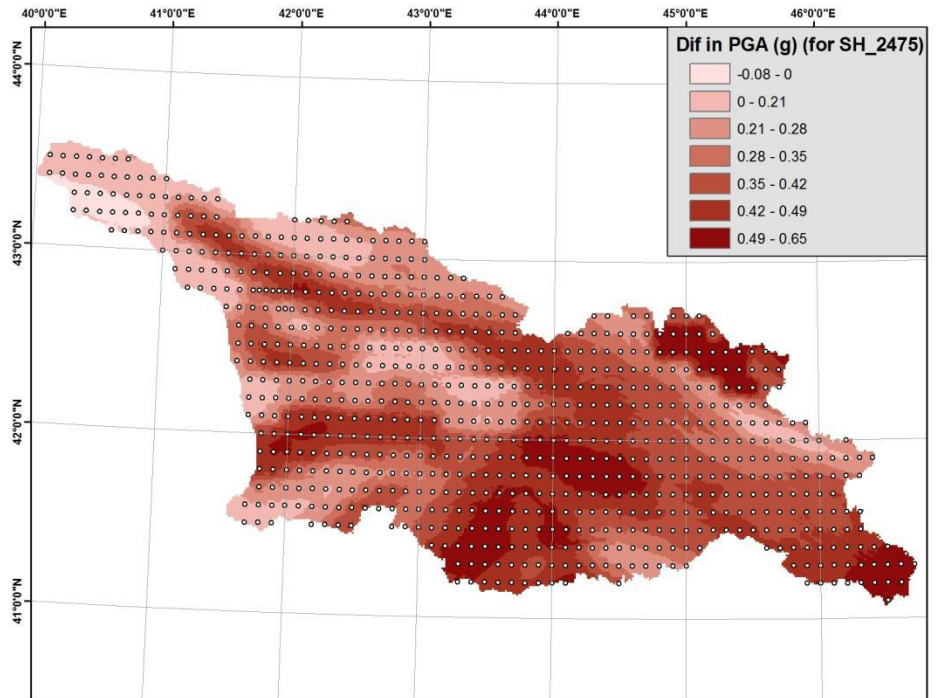 40°0'0"E 41°0'0"E 42°0'0"E 43°0'0"E 44°0'0"E 45°0'0"E 46°0'0"E
Dif in PGA (g) (for SH_2475)
-0.08 - 0
0 - 0.21
0.21 - 0.28
0.28 - 0.35
0.35 - 0.42
0.42 - 0.49
0.49 - 0.65
44°0'0"N
43°0'0"N
42°0'0"N
41°0'0"N